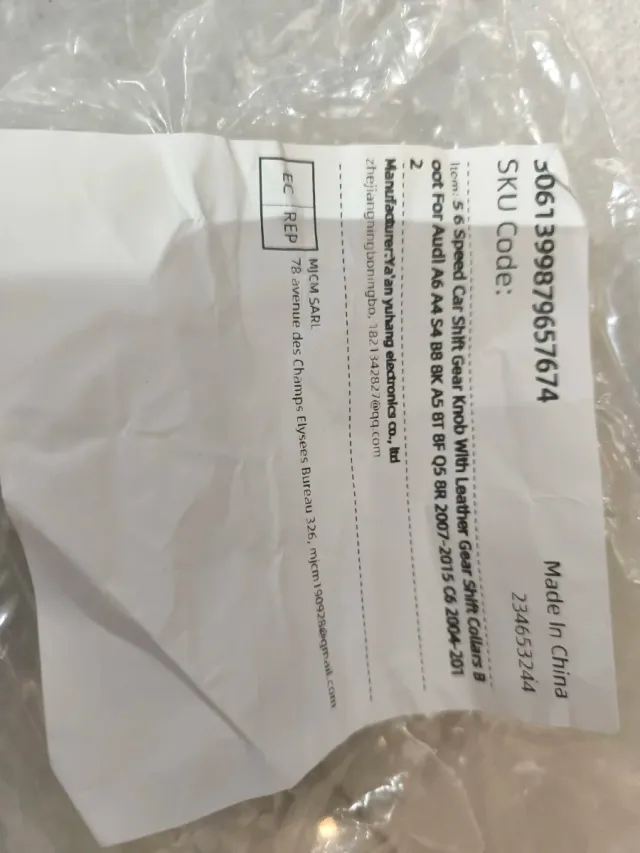 3061399879657674
Made In China
SKU Code:
234653244
Item: 5 6 Speed Car Shift Gear Knob With Leather Gear Shift Collars B
oot For Audi A6 A4 S4 B8 8K A5 8T 8F Q5 8R 2007-2015 C6 2004-201
2
Manufacturer:Ya'an yuhang electronics co., ltd
zhejiangningboningbo, 1821342827@qq.com
EC REP
MJCM SARL
78 avenue des Champs Elysees Bureau 326, mjcm190928@gmail.com